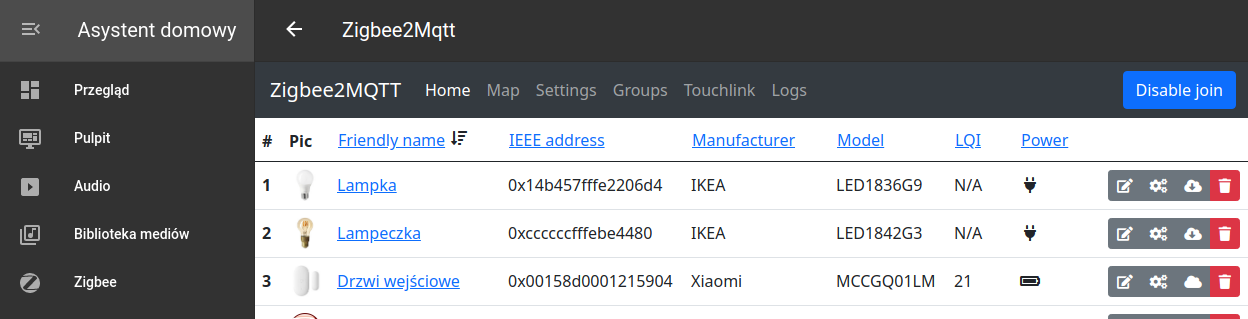 Asystent domowy
Zigbee2Mqtt
Przegląd
Pulpit
Audio
Biblioteka mediów
Zigbee
Zigbee2MQTT Home Map Settings Groups Touchlink Logs Disable join
# Pic Friendly name IEEE address Manufacturer Model LQI Power
1 Lampka 0x14b457fffe2206d4 IKEA LED1836G9 N/A
2 Lampeczka 0xccccccfffebe4480 IKEA LED1842G3 N/A
3 Drzwi wejściowe 0x00158d0001215904 Xiaomi MCCGQ01LM 21